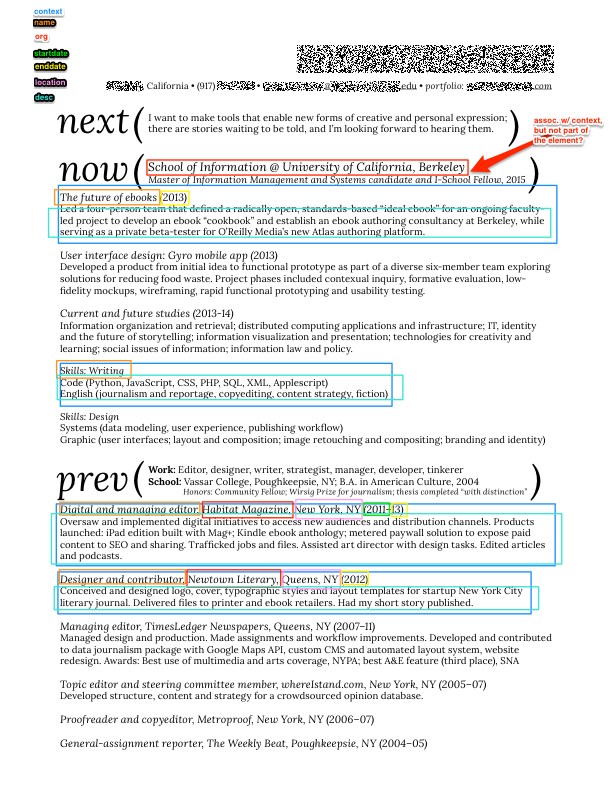 context
name
org
startdate
enddate
location
desc
California • (917) • edu • portfolio: .com
next( I want to make tools that enable new forms of creative and personal expression;
there are stories waiting to be told, and I'm looking forward to hearing them. )
assoc. w/ context,
but not part of
the element?
now( School of Information @ University of California, Berkeley
Master of Information Management and Systems candidate and I-School Fellow, 2015 )
The future of ebooks (2013)
Led a four-person team that defined a radically open, standards-based “ideal ebook” for an ongoing faculty-
led project to develop an ebook “cookbook” and establish an ebook authoring consultancy at Berkeley, while
serving as a private beta-tester for O'Reilly Media's new Atlas authoring platform.
User interface design: Gyro mobile app (2013)
Developed a product from initial idea to functional prototype as part of a diverse six-member team exploring
solutions for reducing food waste. Project phases included contexual inquiry, formative evaluation, low-
fidelity mockups, wireframing, rapid functional prototyping and usability testing.
Current and future studies (2013-14)
Information organization and retrieval; distributed computing applications and infrastructure; IT, identity
and the future of storytelling; information visualization and presentation; technologies for creativity and
learning; social issues of information; information law and policy.
Skills: Writing
Code (Python, JavaScript, CSS, PHP, SQL, XML, Applescript)
English (journalism and reportage, copyediting, content strategy, fiction)
Skills: Design
Systems (data modeling, user experience, publishing workflow)
Graphic (user interfaces; layout and composition; image retouching and compositing; branding and identity)
prev( Work: Editor, designer, writer, strategist, manager, developer, tinkerer
School: Vassar College, Poughkeepsie, NY; B.A. in American Culture, 2004
Honors: Community Fellow; Wirsig Prize for journalism; thesis completed “with distinction” )
Digital and managing editor, Habitat Magazine, New York, NY (2011–13)
Oversaw and implemented digital initiatives to access new audiences and distribution channels. Products
launched: iPad edition built with Mag+; Kindle ebook anthology; metered paywall solution to expose paid
content to SEO and sharing. Trafficked jobs and files. Assisted art director with design tasks. Edited articles
and podcasts.
Designer and contributor, Newtown Literary, Queens, NY (2012)
Conceived and designed logo, cover, typographic styles and layout templates for startup New York City
literary journal. Delivered files to printer and ebook retailers. Had my short story published.
Managing editor, TimesLedger Newspapers, Queens, NY (2007–11)
Managed design and production. Made assignments and workflow improvements. Developed and contributed
to data journalism package with Google Maps API, custom CMS and automated layout system, website
redesign. Awards: Best use of multimedia and arts coverage, NYPA; best A&E feature (third place), SNA
Topic editor and steering committee member, whereIstand.com, New York, NY (2005–07)
Developed structure, content and strategy for a crowdsourced opinion database.
Proofreader and copyeditor, Metroproof, New York, NY (2006–07)
General-assignment reporter, The Weekly Beat, Poughkeepsie, NY (2004–05)